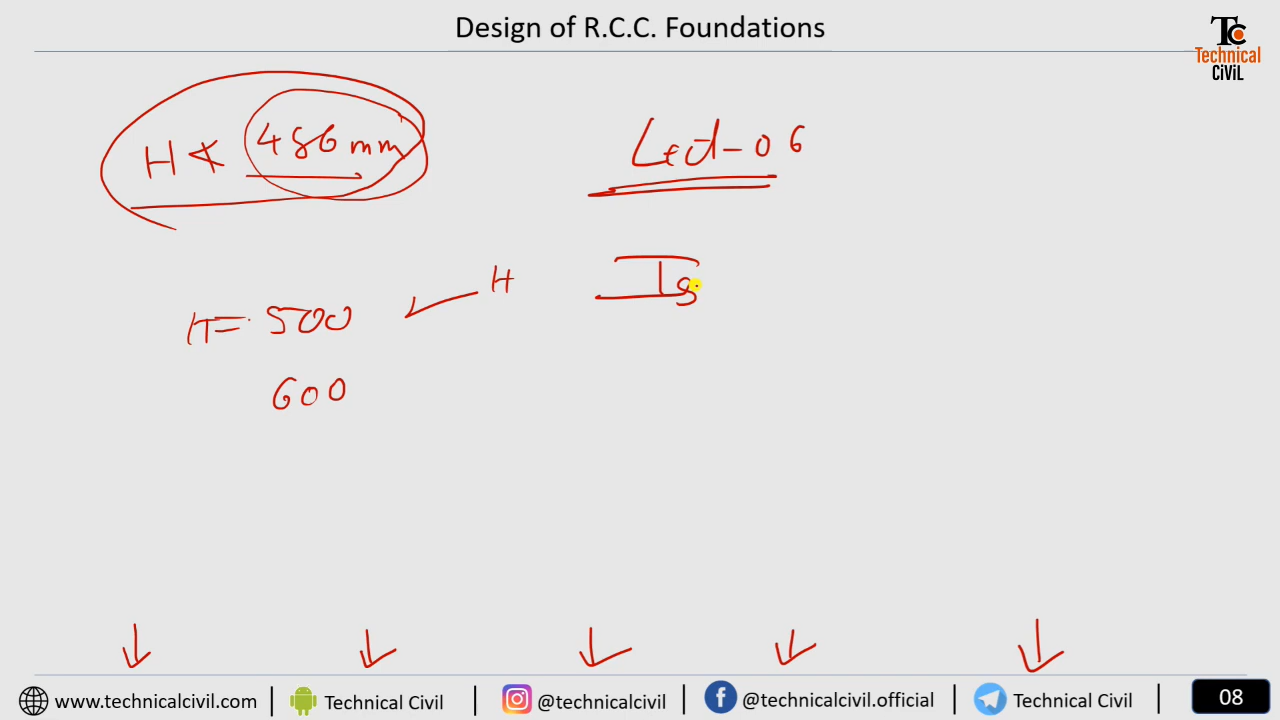 Design of R.C.C. Foundations
Tc
Technical
CiViL
H ≮ 486 mm
Lect-06
H
H = 500
600
www.technicalcivil.com | Technical Civil | @technicalcivil | @technicalcivil.official | Technical Civil | 08